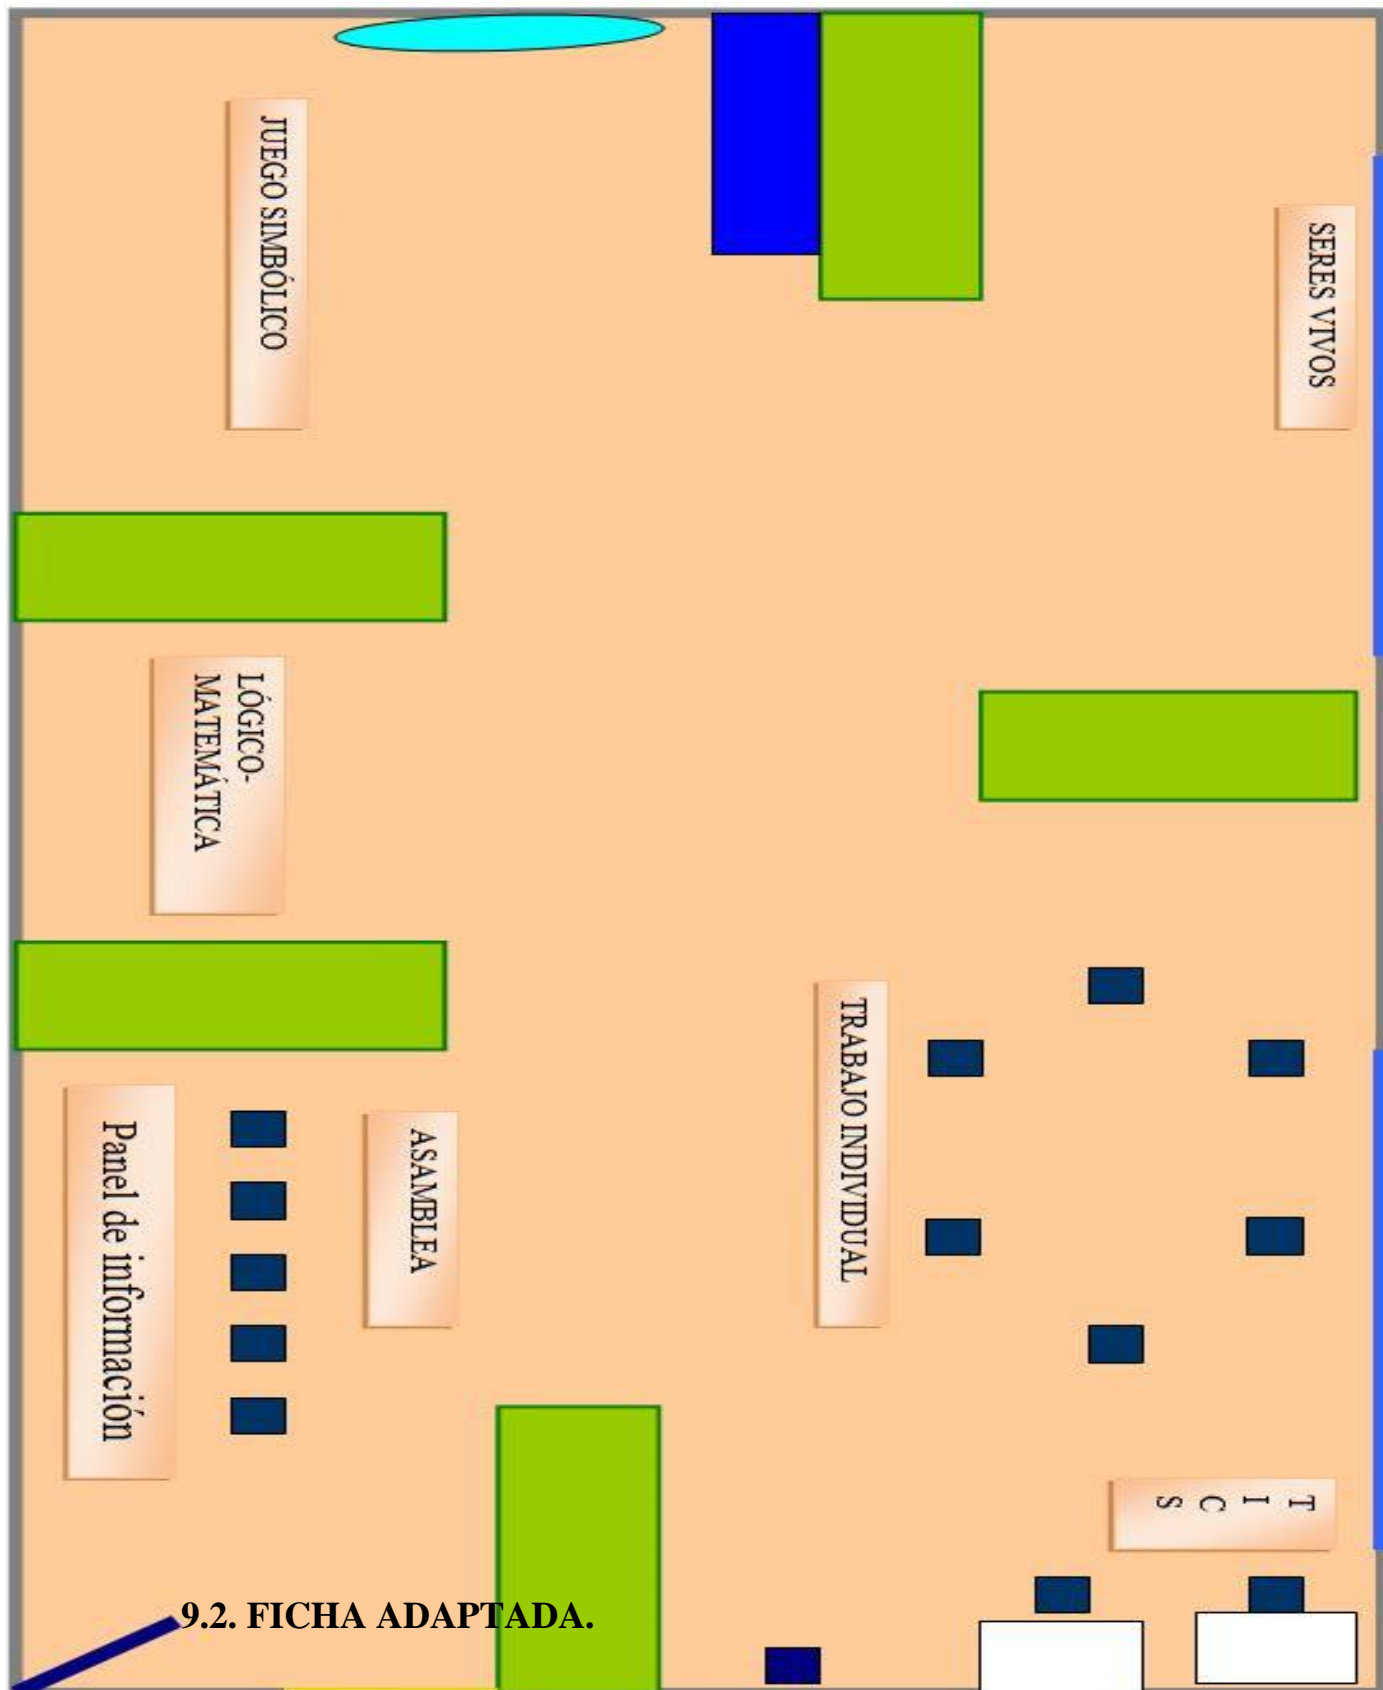 JUEGO SIMBÓLICO
SERES VIVOS
LÓGICO-
MATEMÁTICA
TRABAJO INDIVIDUAL
ASAMBLEA
Panel de información
T
I
C
S
9.2. FICHA ADAPTADA.